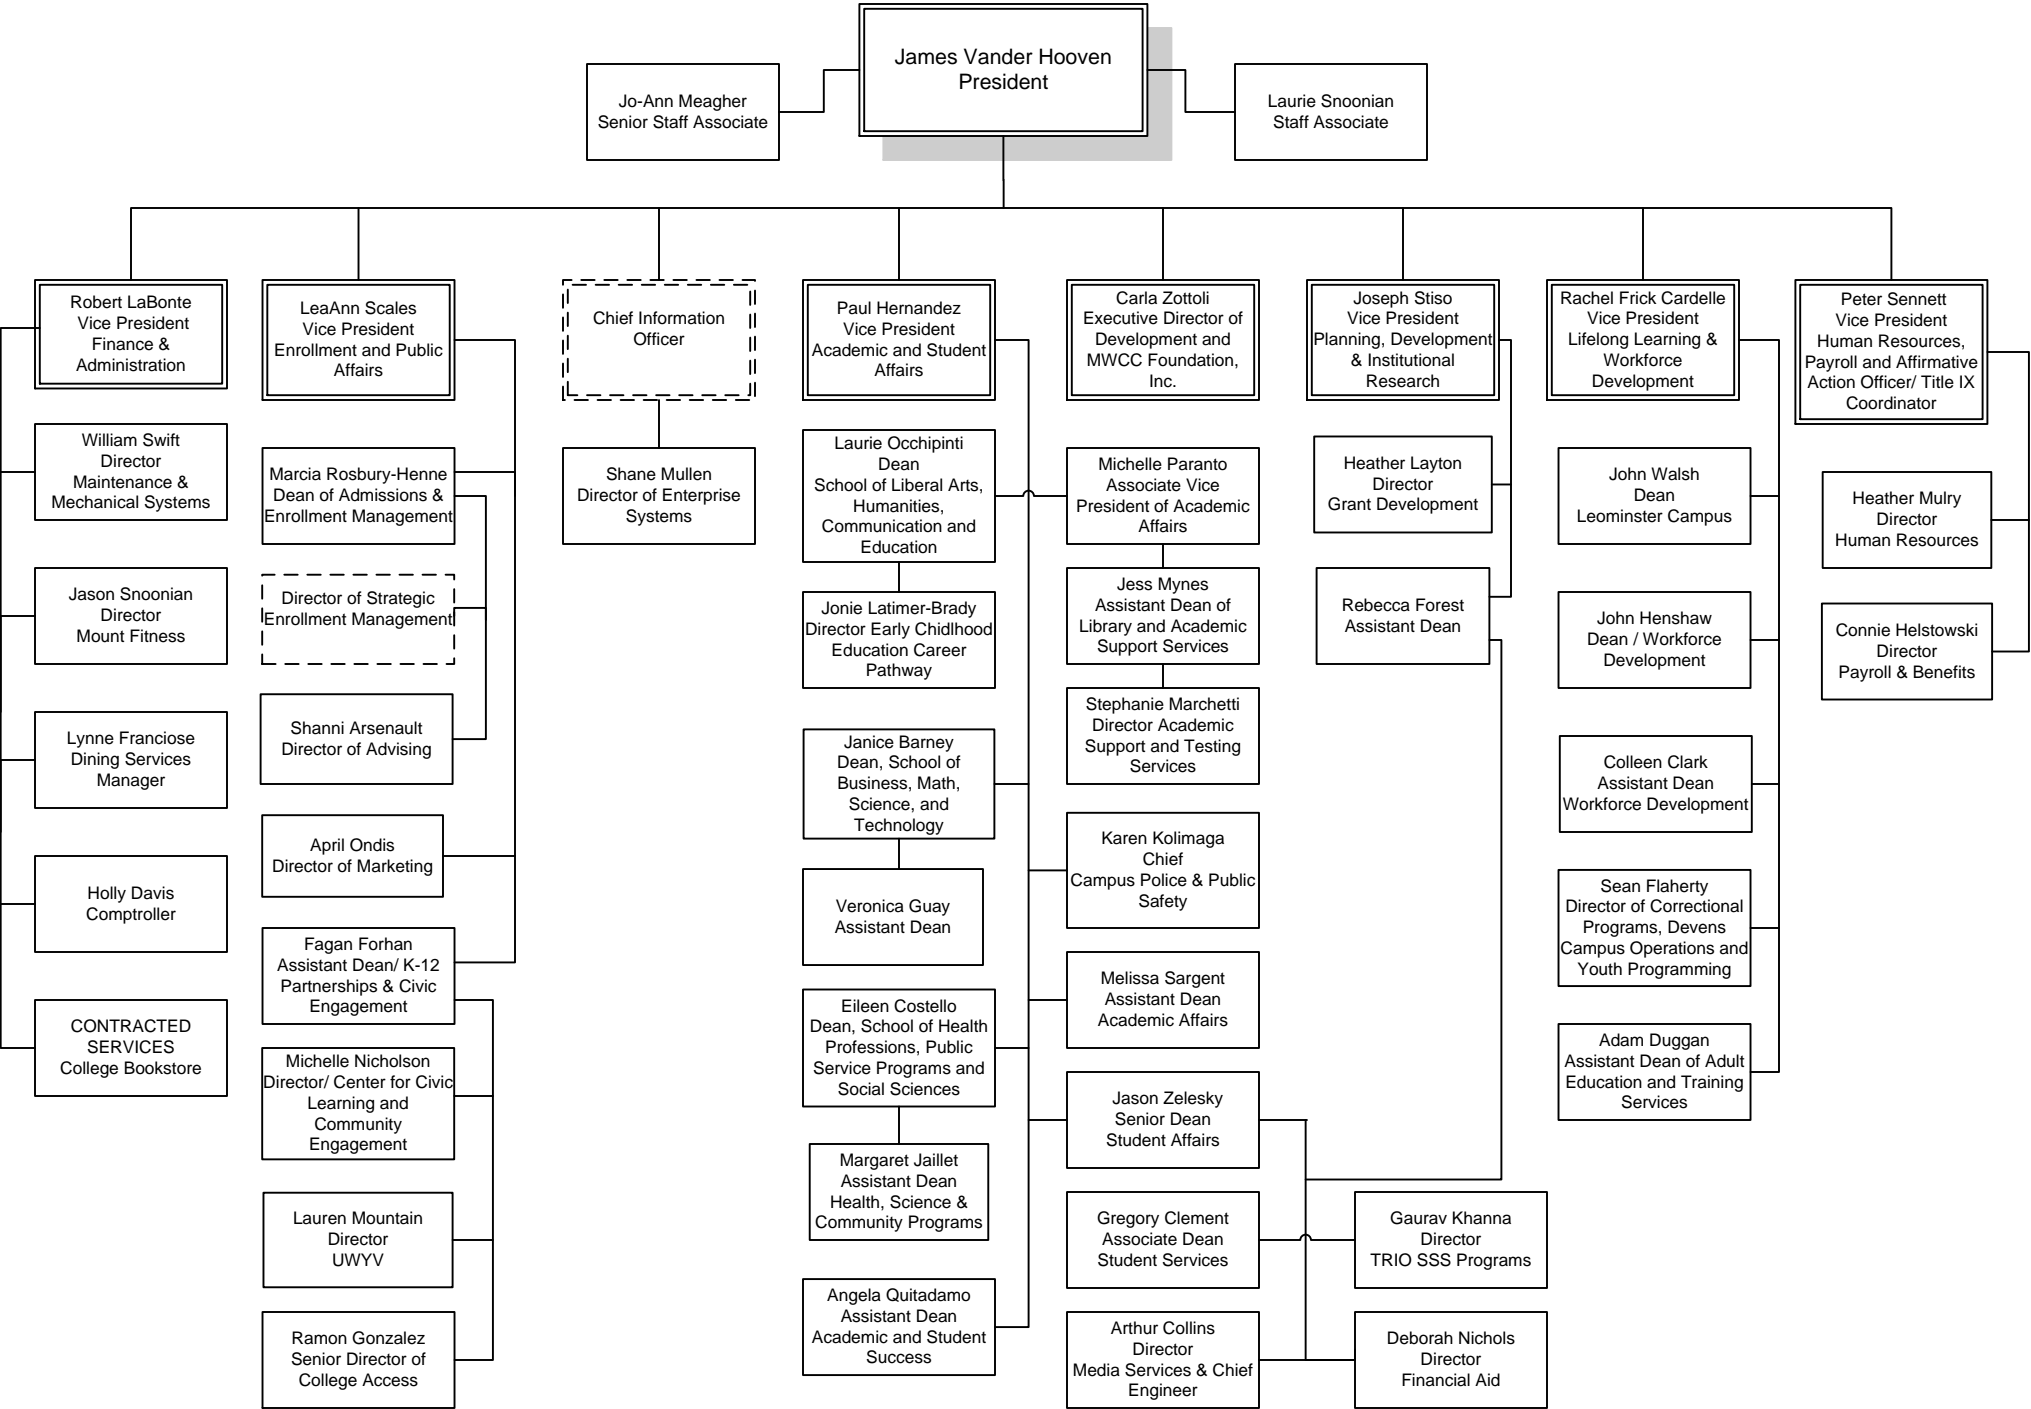 James Vander Hooven
President
Jo-Ann Meagher
Senior Staff Associate
Laurie Snoonian
Staff Associate
Robert LaBonte
Vice President
Finance &
Administration
William Swift
Director
Maintenance &
Mechanical Systems
Jason Snoonian
Director
Mount Fitness
Lynne Franciose
Dining Services
Manager
Holly Davis
Comptroller
CONTRACTED
SERVICES
College Bookstore
LeaAnn Scales
Vice President
Enrollment and Public
Affairs
Marcia Rosbury-Henne
Dean of Admissions &
Enrollment Management
Director of Strategic
Enrollment Management
Shanni Arsenault
Director of Advising
April Ondis
Director of Marketing
Fagan Forhan
Assistant Dean/ K-12
Partnerships & Civic
Engagement
Michelle Nicholson
Director/ Center for Civic
Learning and
Community
Engagement
Lauren Mountain
Director
UWYV
Ramon Gonzalez
Senior Director of
College Access
Chief Information
Officer
Shane Mullen
Director of Enterprise
Systems
Paul Hernandez
Vice President
Academic and Student
Affairs
Laurie Occhipinti
Dean
School of Liberal Arts,
Humanities,
Communication and
Education
Jonie Latimer-Brady
Director Early Chidlhood
Education Career
Pathway
Janice Barney
Dean, School of
Business, Math,
Science, and
Technology
Veronica Guay
Assistant Dean
Eileen Costello
Dean, School of Health
Professions, Public
Service Programs and
Social Sciences
Margaret Jaillet
Assistant Dean
Health, Science &
Community Programs
Angela Quitadamo
Assistant Dean
Academic and Student
Success
Carla Zottoli
Executive Director of
Development and
MWCC Foundation,
Inc.
Michelle Paranto
Associate Vice
President of Academic
Affairs
Jess Mynes
Assistant Dean of
Library and Academic
Support Services
Stephanie Marchetti
Director Academic
Support and Testing
Services
Karen Kolimaga
Chief
Campus Police & Public
Safety
Melissa Sargent
Assistant Dean
Academic Affairs
Jason Zelesky
Senior Dean
Student Affairs
Gregory Clement
Associate Dean
Student Services
Arthur Collins
Director
Media Services & Chief
Engineer
Joseph Stiso
Vice President
Planning, Development
& Institutional
Research
Heather Layton
Director
Grant Development
Rebecca Forest
Assistant Dean
Gaurav Khanna
Director
TRIO SSS Programs
Deborah Nichols
Director
Financial Aid
Rachel Frick Cardelle
Vice President
Lifelong Learning &
Workforce
Development
John Walsh
Dean
Leominster Campus
John Henshaw
Dean / Workforce
Development
Colleen Clark
Assistant Dean
Workforce Development
Sean Flaherty
Director of Correctional
Programs, Devens
Campus Operations and
Youth Programming
Adam Duggan
Assistant Dean of Adult
Education and Training
Services
Peter Sennett
Vice President
Human Resources,
Payroll and Affirmative
Action Officer/ Title IX
Coordinator
Heather Mulry
Director
Human Resources
Connie Helstowski
Director
Payroll & Benefits